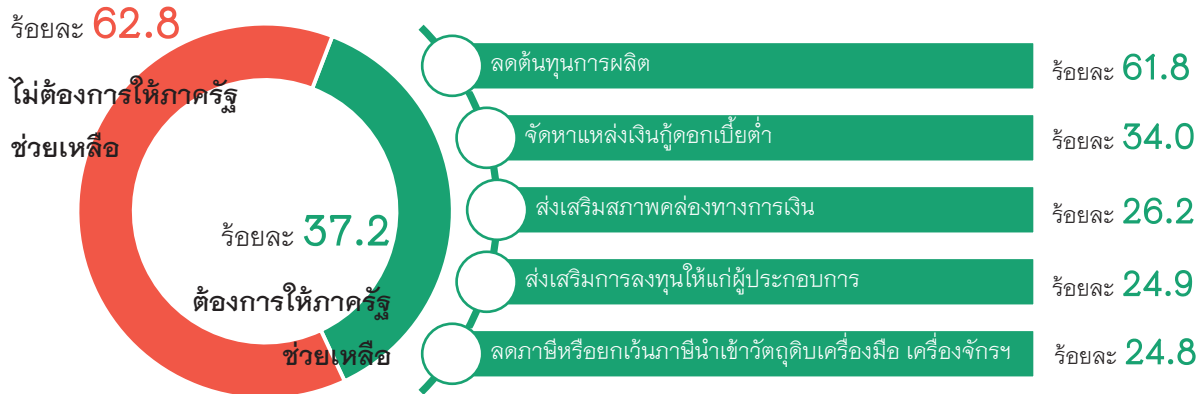 ร้อยละ 62.8
ไม่ต้องการให้ภาครัฐ
ช่วยเหลือ
ร้อยละ 37.2
ต้องการให้ภาครัฐ
ช่วยเหลือ
ลดต้นทุนการผลิต ร้อยละ 61.8
จัดหาแหล่งเงินกู้ดอกเบี้ยต่ำ ร้อยละ 34.0
ส่งเสริมสภาพคล่องทางการเงิน ร้อยละ 26.2
ส่งเสริมการลงทุนให้แก่ผู้ประกอบการ ร้อยละ 24.9
ลดภาษีหรือยกเว้นภาษีนำเข้าวัตถุดิบเครื่องมือ เครื่องจักรฯ ร้อยละ 24.8